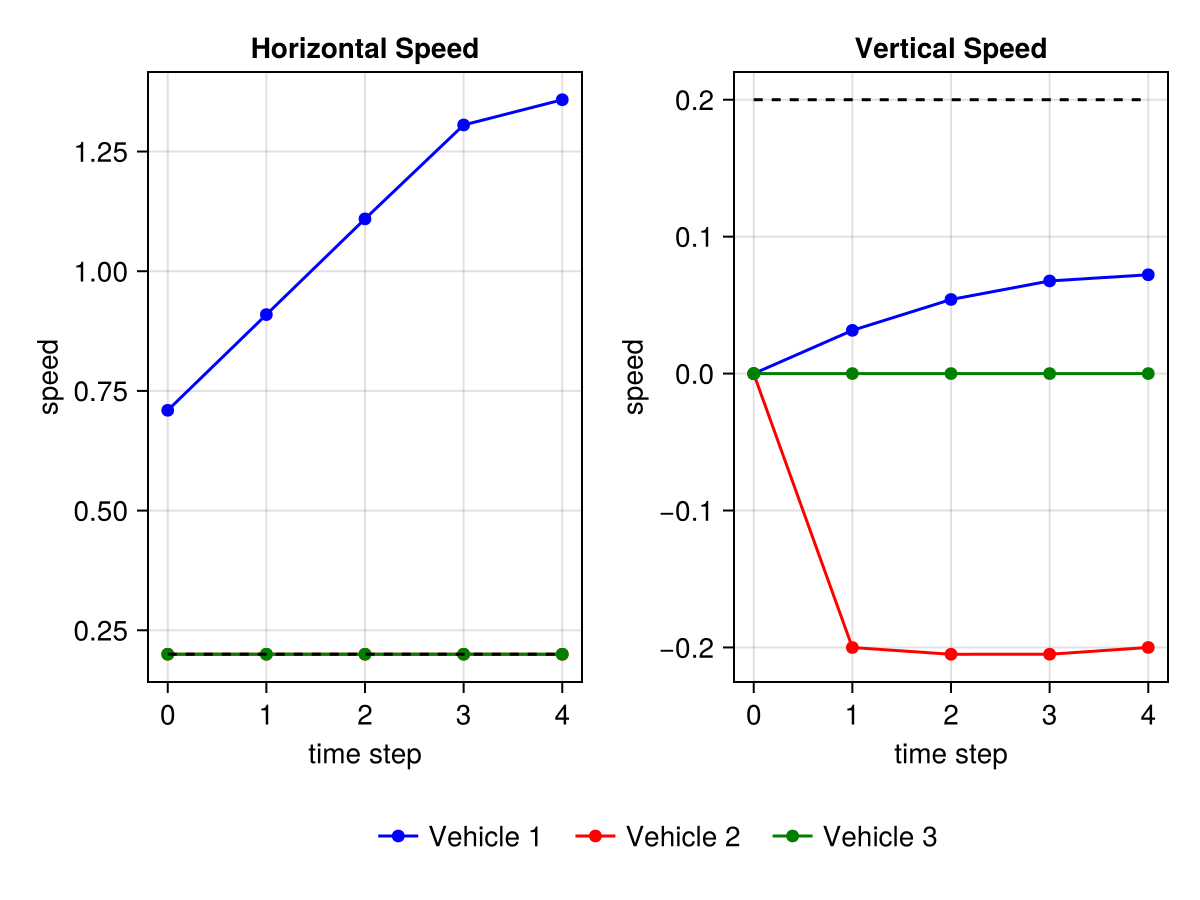 Horizontal Speed
1.25
1.00
0.75
0.50
0.25
speed
0 1 2 3 4
time step
Vertical Speed
0.2
0.1
0.0
−0.1
−0.2
speed
0 1 2 3 4
time step
Vehicle 1 Vehicle 2 Vehicle 3